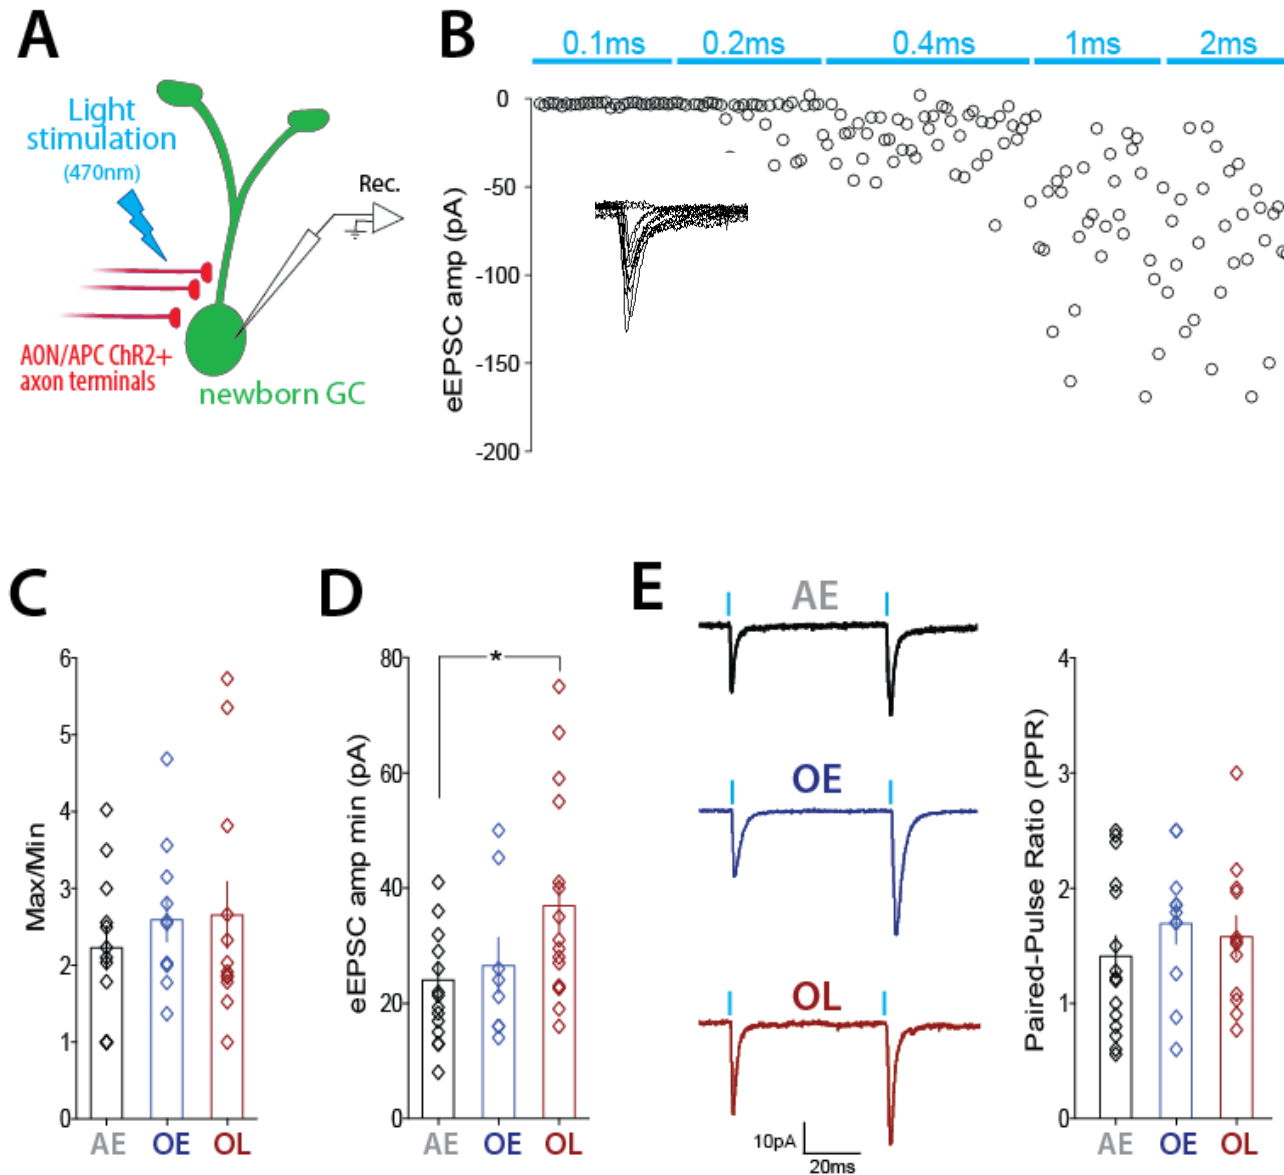 A
Light
stimulation
(470nm)
Rec.
AON/APC ChR2+
axon terminals
newborn GC
B
0.1ms 0.2ms 0.4ms 1ms 2ms
eEPSC amp (pA)
0
-50
-100
-150
-200
C
Max/Min
6
5
4
3
2
1
0
AE OE OL
D
eEPSC amp min (pA)
80
60
40
20
0
*
AE OE OL
E
AE
OE
OL
10pA
20ms
Paired-Pulse Ratio (PPR)
4
3
2
1
0
AE OE OL